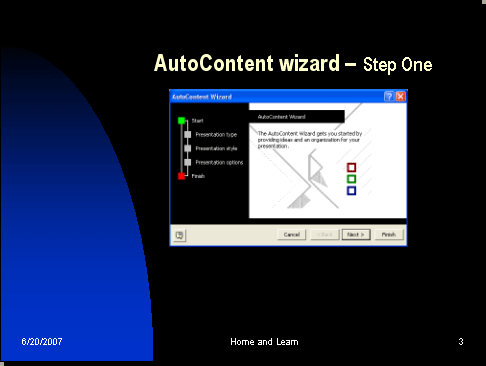 AutoContent wizard – Step One
AutoContent Wizard
Start
Presentation type
Presentation style
Presentation options
Finish
AutoContent Wizard
The AutoContent Wizard gets you started by
providing ideas and an organization for your
presentation.
Cancel < Back Next > Finish
6/20/2007 Home and Learn 3